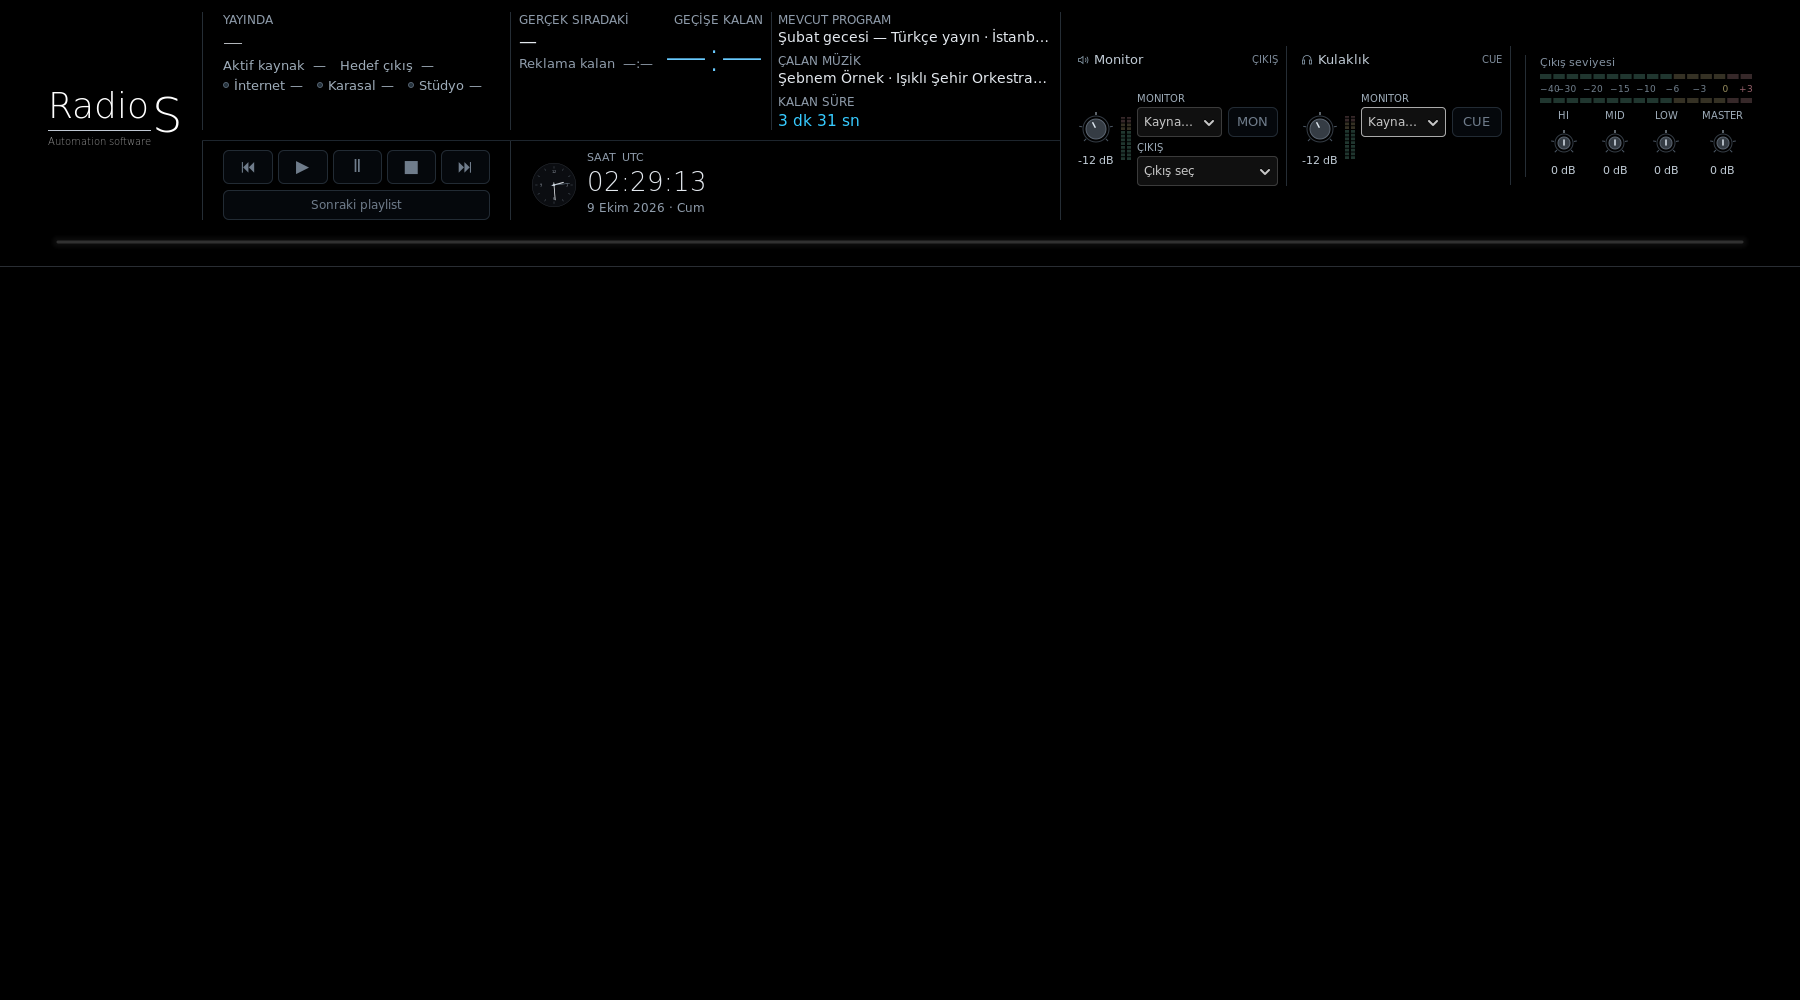 Radio S
Automation software
YAYINDA
—
Aktif kaynak — Hedef çıkış —
İnternet — Karasal — Stüdyo —
GERÇEK SIRADAKİ
—
Reklama kalan —:—
GEÇİŞE KALAN
—:—
MEVCUT PROGRAM
Şubat gecesi — Türkçe yayın · İstanb…
ÇALAN MÜZİK
Şebnem Örnek · Işıklı Şehir Orkestra…
KALAN SÜRE
3 dk 31 sn
Sonraki playlist
SAAT UTC
02:29:13
9 Ekim 2026 · Cum
Monitor ÇIKIŞ
MONITOR
Kayna… MON
-12 dB
ÇIKIŞ
Çıkış seç
Kulaklık CUE
MONITOR
Kayna… CUE
-12 dB
Çıkış seviyesi
−40 −30 −20 −15 −10 −6 −3 0 +3
HI MID LOW MASTER
0 dB 0 dB 0 dB 0 dB